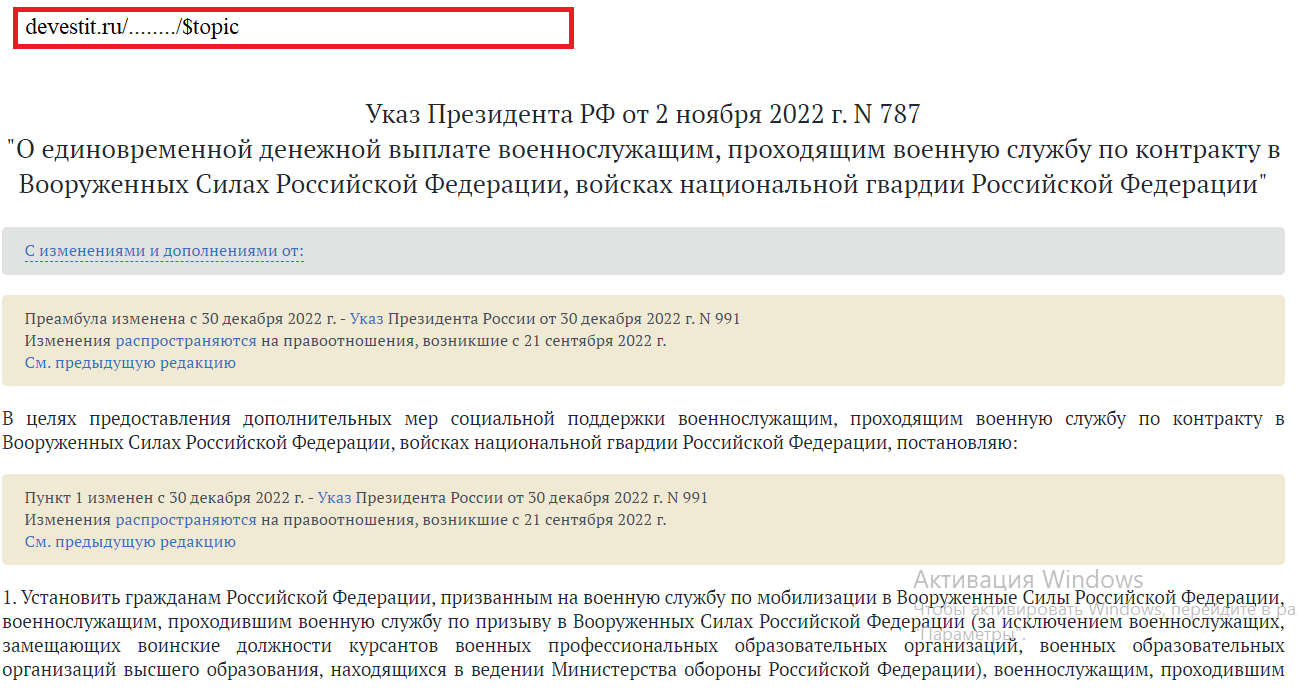 devestit.ru/......../$topic
Указ Президента РФ от 2 ноября 2022 г. N 787
"О единовременной денежной выплате военнослужащим, проходящим военную службу по контракту в
Вооруженных Силах Российской Федерации, войсках национальной гвардии Российской Федерации"
С изменениями и дополнениями от:
Преамбула изменена с 30 декабря 2022 г. - Указ Президента России от 30 декабря 2022 г. N 991
Изменения распространяются на правоотношения, возникшие с 21 сентября 2022 г.
См. предыдущую редакцию
В целях предоставления дополнительных мер социальной поддержки военнослужащим, проходящим военную службу по контракту в
Вооруженных Силах Российской Федерации, войсках национальной гвардии Российской Федерации, постановляю:
Пункт 1 изменен с 30 декабря 2022 г. - Указ Президента России от 30 декабря 2022 г. N 991
Изменения распространяются на правоотношения, возникшие с 21 сентября 2022 г.
См. предыдущую редакцию
Активация Windows
1. Установить гражданам Российской Федерации, призванным на военную службу по мобилизации в Вооруженные Силы Российской Федерации,
Чтобы активировать Windows, перейдите в ра
военнослужащим, проходившим военную службу по призыву в Вооруженных Силах Российской Федерации (за исключением военнослужащих,
"Параметры".
замещающих воинские должности курсантов военных профессиональных образовательных организаций, военных образовательных
организаций высшего образования, находящихся в ведении Министерства обороны Российской Федерации), военнослужащим, проходившим